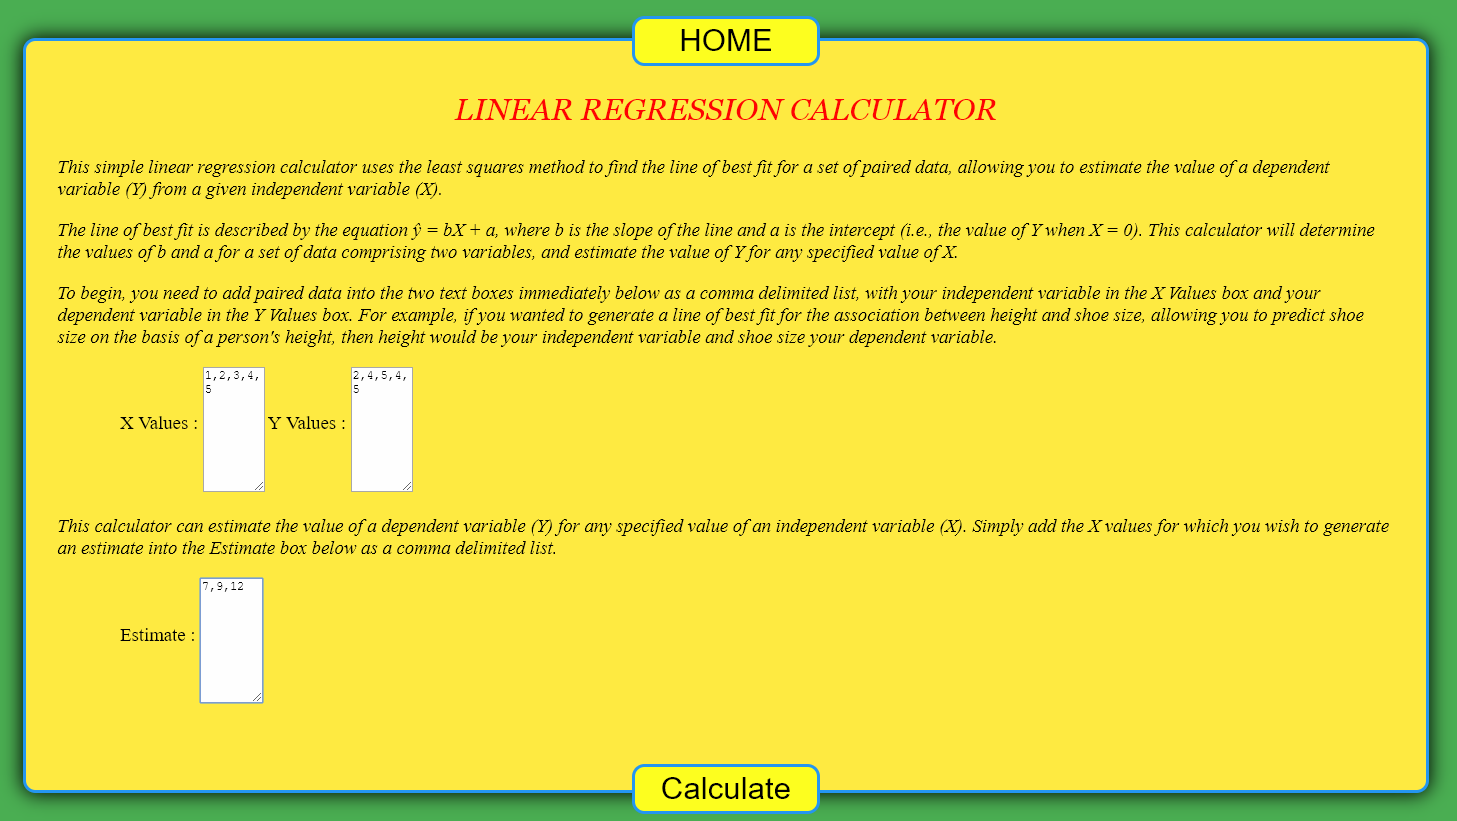 HOME
LINEAR REGRESSION CALCULATOR
This simple linear regression calculator uses the least squares method to find the line of best fit for a set of paired data, allowing you to estimate the value of a dependent
variable (Y) from a given independent variable (X).
The line of best fit is described by the equation ŷ = bX + a, where b is the slope of the line and a is the intercept (i.e., the value of Y when X = 0). This calculator will determine
the values of b and a for a set of data comprising two variables, and estimate the value of Y for any specified value of X.
To begin, you need to add paired data into the two text boxes immediately below as a comma delimited list, with your independent variable in the X Values box and your
dependent variable in the Y Values box. For example, if you wanted to generate a line of best fit for the association between height and shoe size, allowing you to predict shoe
size on the basis of a person's height, then height would be your independent variable and shoe size your dependent variable.
1,2,3,4,
5
2,4,5,4,
5
X Values : Y Values :
This calculator can estimate the value of a dependent variable (Y) for any specified value of an independent variable (X). Simply add the X values for which you wish to generate
an estimate into the Estimate box below as a comma delimited list.
7,9,12
Estimate :
Calculate